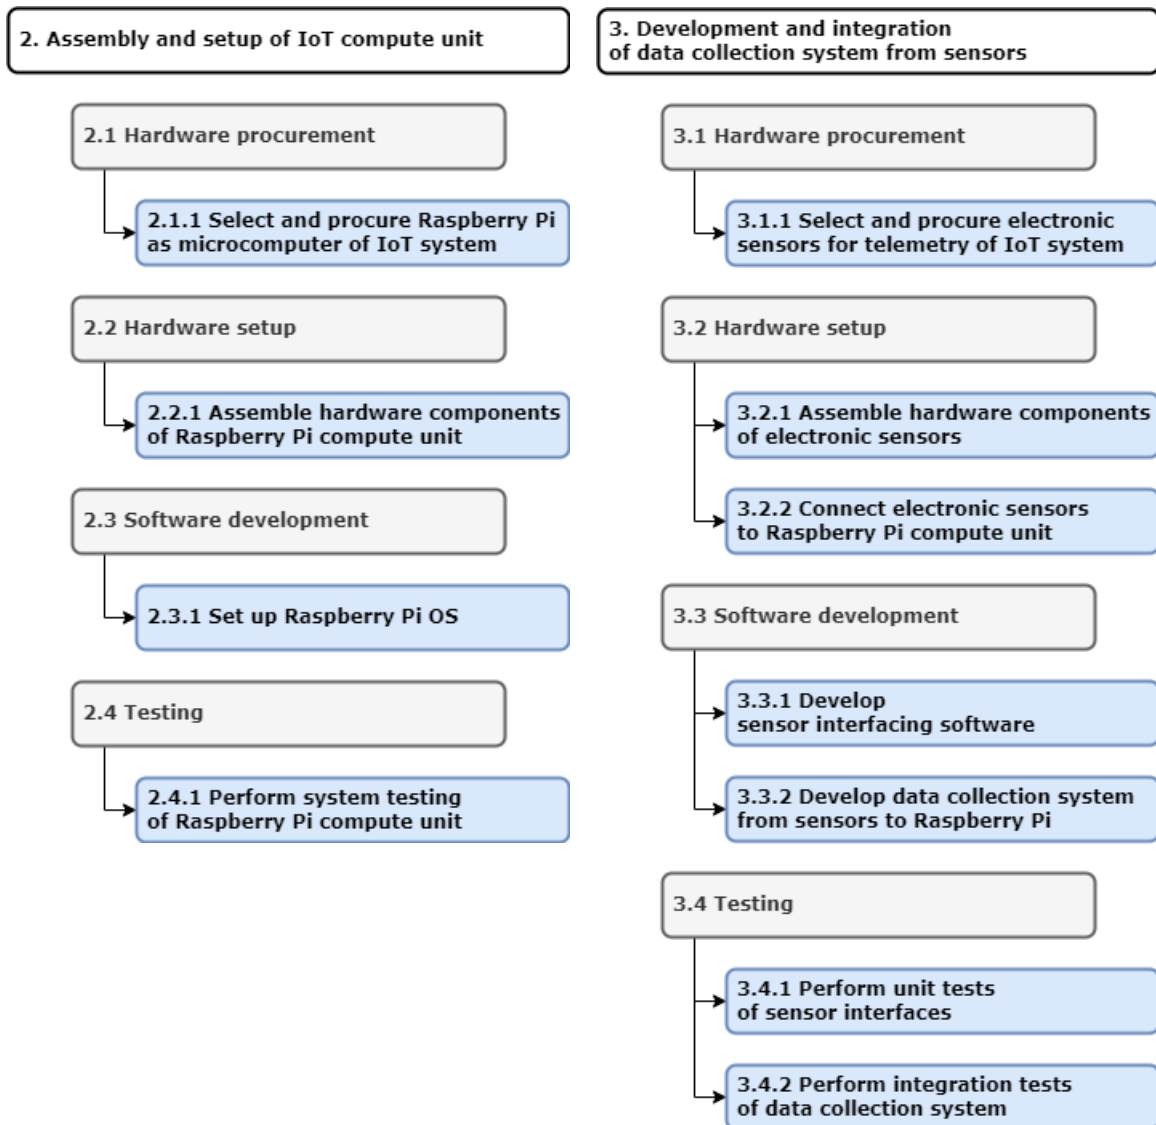 2. Assembly and setup of IoT compute unit
2.1 Hardware procurement
2.1.1 Select and procure Raspberry Pi
as microcomputer of IoT system
2.2 Hardware setup
2.2.1 Assemble hardware components
of Raspberry Pi compute unit
2.3 Software development
2.3.1 Set up Raspberry Pi OS
2.4 Testing
2.4.1 Perform system testing
of Raspberry Pi compute unit
3. Development and integration
of data collection system from sensors
3.1 Hardware procurement
3.1.1 Select and procure electronic
sensors for telemetry of IoT system
3.2 Hardware setup
3.2.1 Assemble hardware components
of electronic sensors
3.2.2 Connect electronic sensors
to Raspberry Pi compute unit
3.3 Software development
3.3.1 Develop
sensor interfacing software
3.3.2 Develop data collection system
from sensors to Raspberry Pi
3.4 Testing
3.4.1 Perform unit tests
of sensor interfaces
3.4.2 Perform integration tests
of data collection system